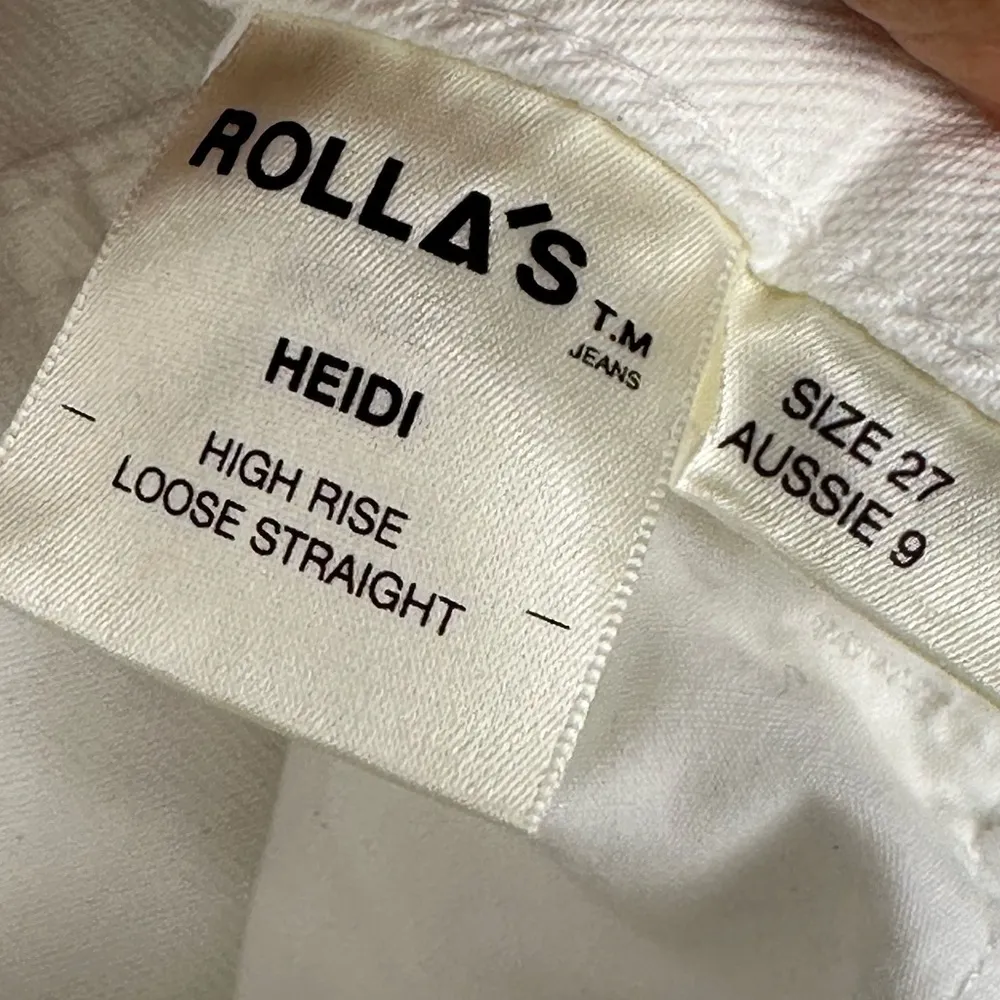 ROLLA'S
T.M
JEANS
HEIDI
HIGH RISE
LOOSE STRAIGHT
SIZE 27
AUSSIE 9